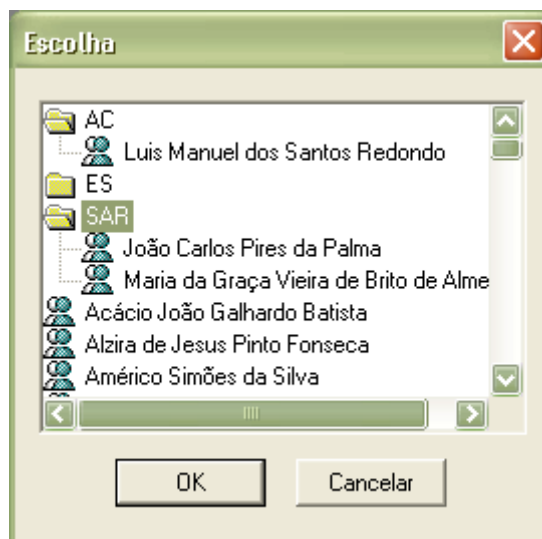 Escolha
AC
Luis Manuel dos Santos Redondo
ES
SAR
João Carlos Pires da Palma
Maria da Graça Vieira de Brito de Alme
Acácio João Galhardo Batista
Alzira de Jesus Pinto Fonseca
Américo Simões da Silva
OK
Cancelar